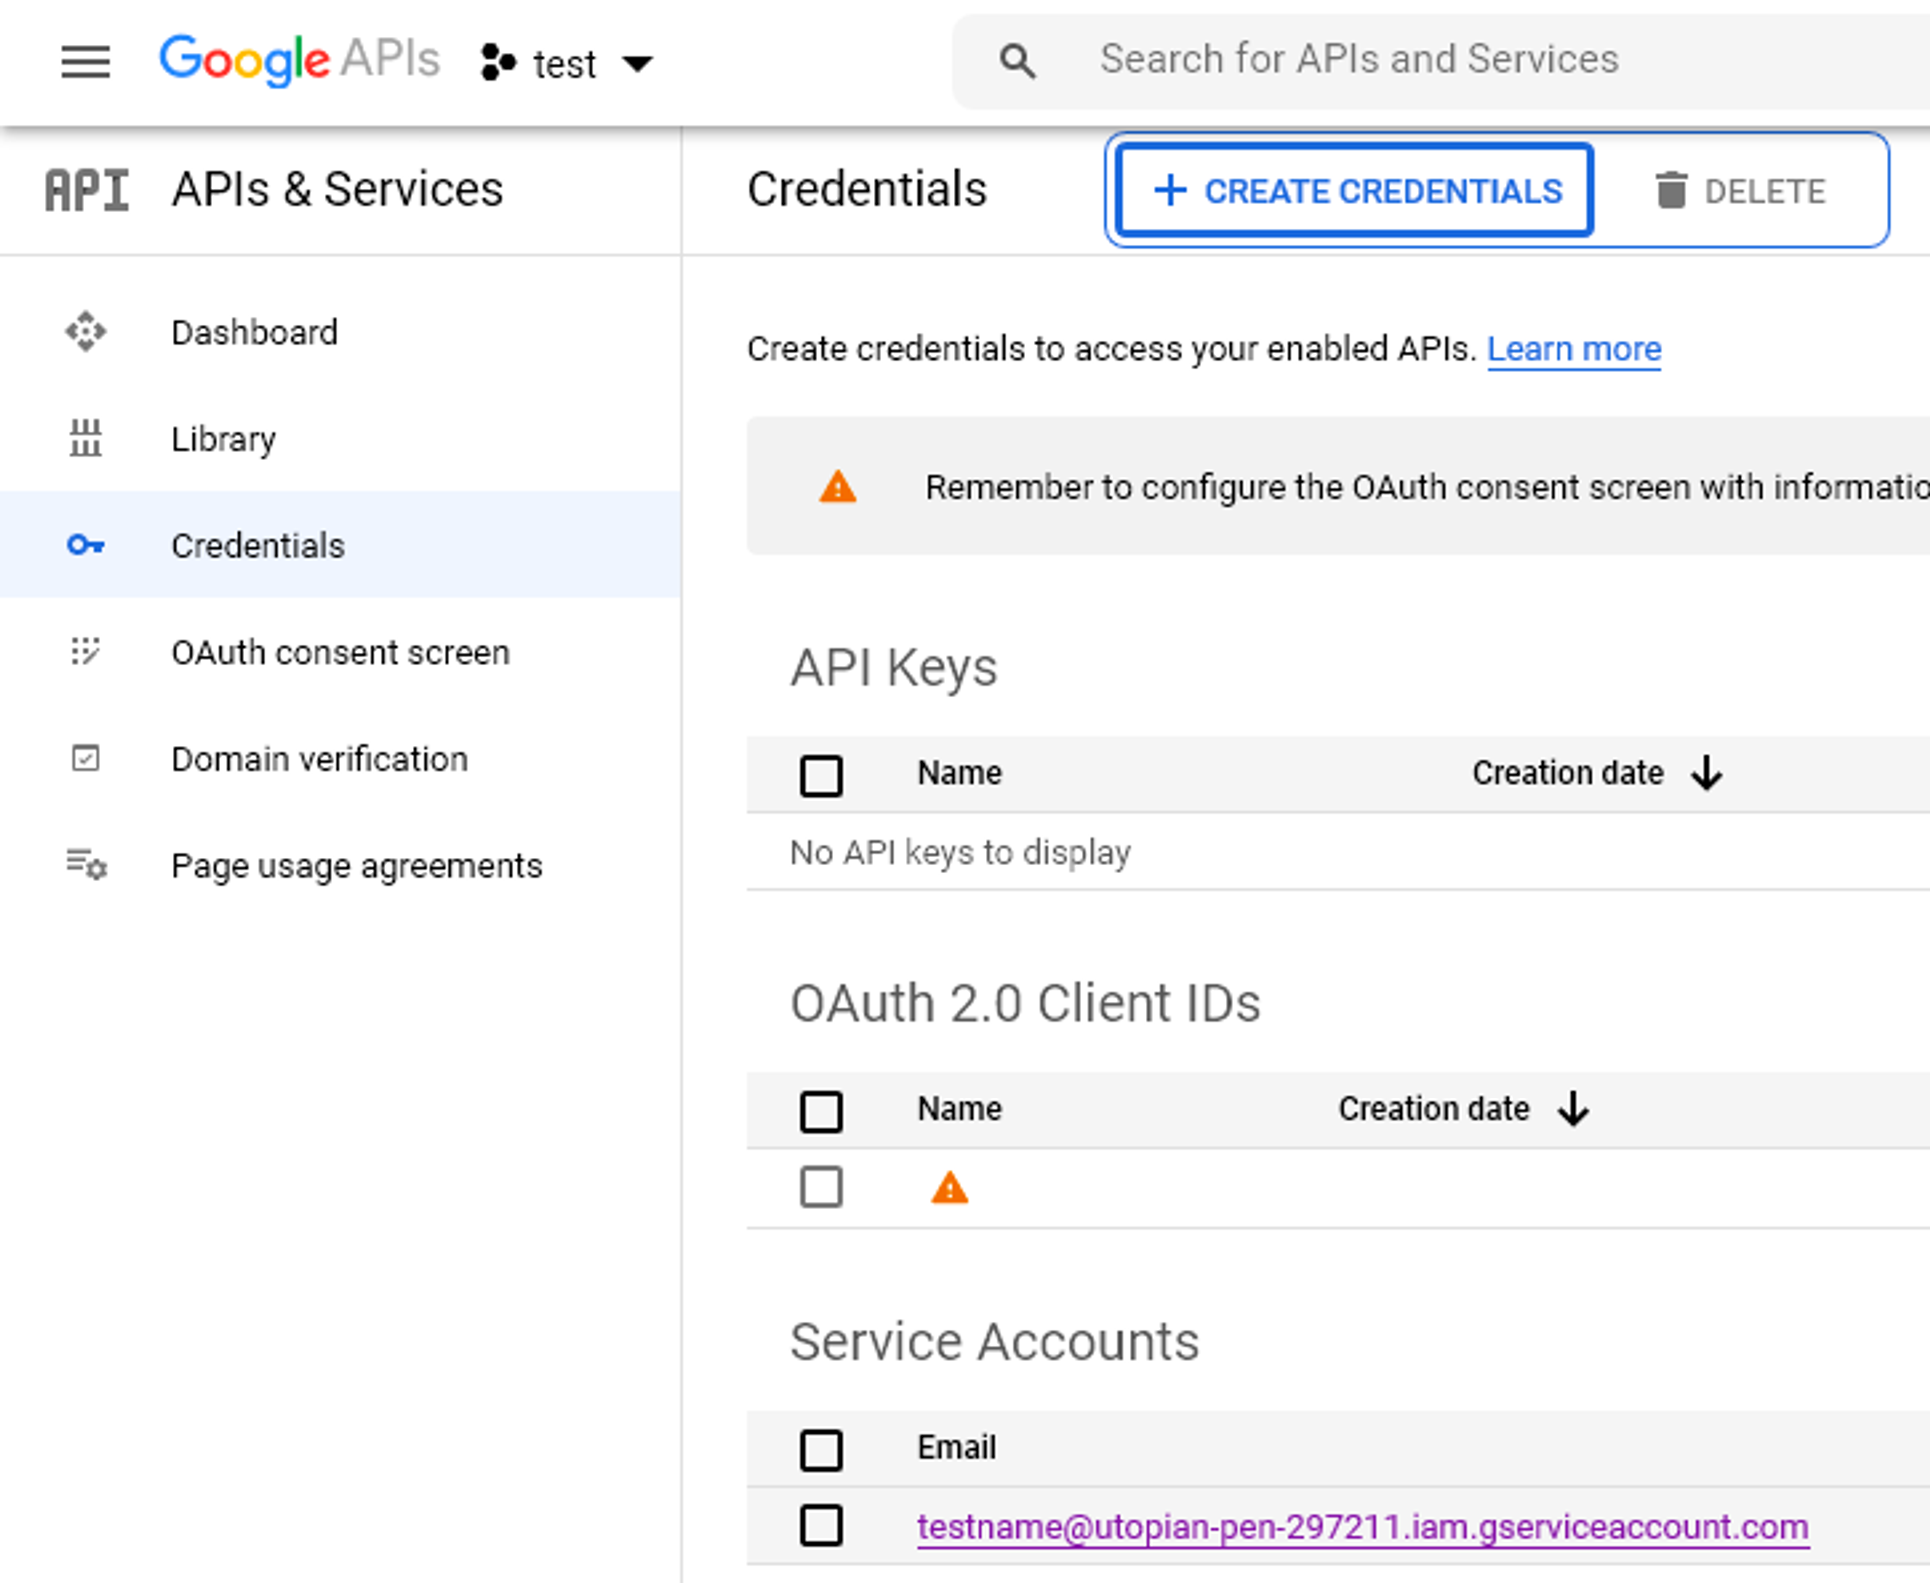 Google APIs
test
Search for APIs and Services
API
APIs & Services
Credentials
+ CREATE CREDENTIALS
DELETE
Dashboard
Library
Credentials
OAuth consent screen
Domain verification
Page usage agreements
Create credentials to access your enabled APIs. Learn more
Remember to configure the OAuth consent screen with informatio
API Keys
Name
Creation date
No API keys to display
OAuth 2.0 Client IDs
Name
Creation date
Service Accounts
Email
testname@utopian-pen-297211.iam.gserviceaccount.com